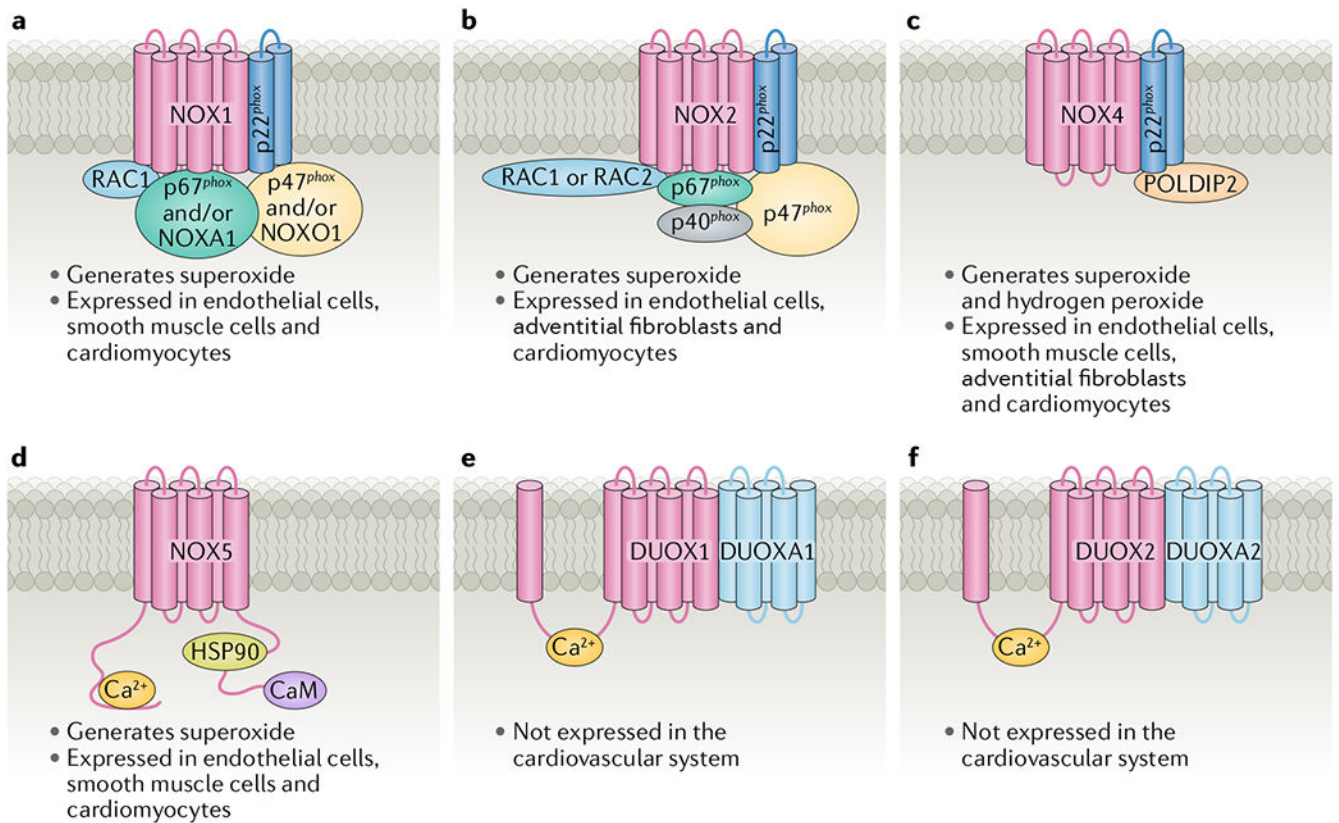 a
NOX1
p22phox
RAC1
p67phox
and/or
NOXA1
p47phox
and/or
NOXO1
• Generates superoxide
• Expressed in endothelial cells,
smooth muscle cells and
cardiomyocytes
b
NOX2
p22phox
RAC1 or RAC2
p67phox
p40phox
p47phox
• Generates superoxide
• Expressed in endothelial cells,
adventitial fibroblasts and
cardiomyocytes
c
NOX4
p22phox
POLDIP2
• Generates superoxide
and hydrogen peroxide
• Expressed in endothelial cells,
smooth muscle cells,
adventitial fibroblasts
and cardiomyocytes
d
NOX5
HSP90
Ca2+
CaM
• Generates superoxide
• Expressed in endothelial cells,
smooth muscle cells and
cardiomyocytes
e
DUOX1
DUOXA1
Ca2+
• Not expressed in the
cardiovascular system
f
DUOX2
DUOXA2
Ca2+
• Not expressed in the
cardiovascular system